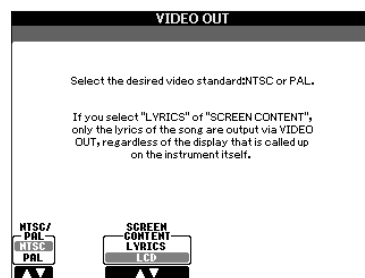 VIDEO OUT
Select the desired video standard:NTSC or PAL.
If you select "LYRICS" of "SCREEN CONTENT",
only the lyrics of the song are output via VIDEO
OUT, regardless of the display that is called up
on the instrument itself.
NTSC/
PAL
NTSC
PAL
SCREEN
CONTENT
LYRICS
LCD